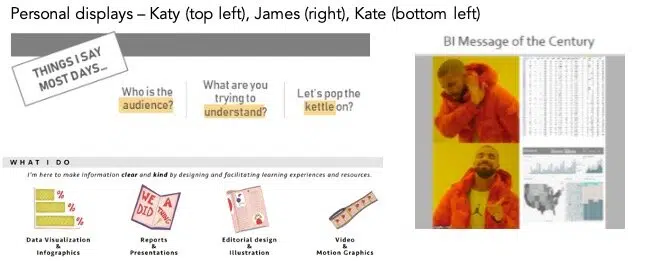 Personal displays – Katy (top left), James (right), Kate (bottom left)
THINGS I SAY
MOST DAYS...
Who is the
audience?
What are you
trying to
understand?
Let's pop the
kettle on?
WHAT I DO
I'm here to make information clear and kind by designing and facilitating learning experiences and resources.
%
%
%
Data Visualization
&
Infographics
WE
DID
A
THING!
Reports
&
Presentations
Editorial design
&
Illustration
Video
&
Motion Graphics
BI Message of the Century